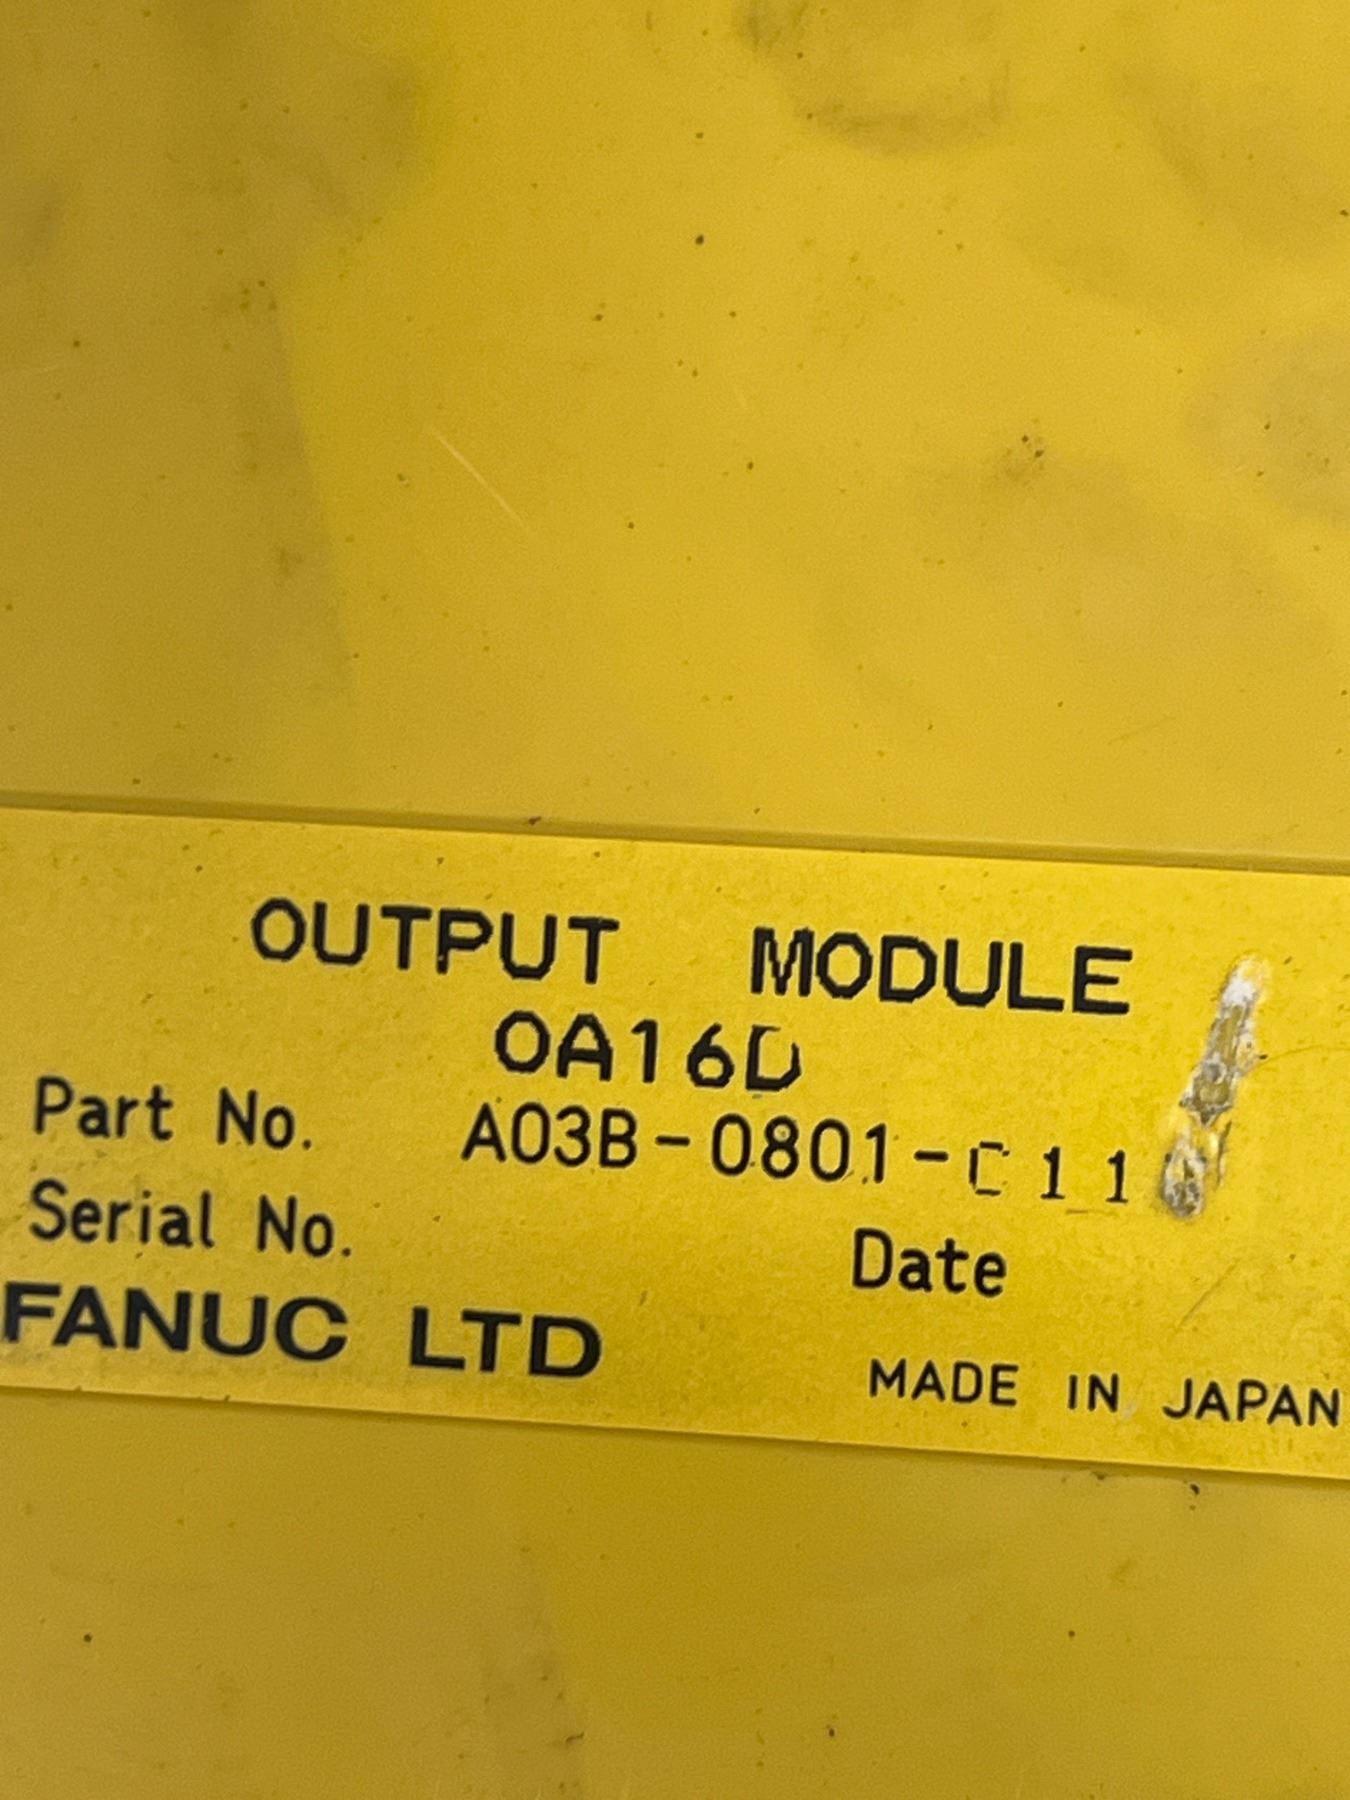 OUTPUT MODULE
OA16D
Part No. A03B-0801-C11
Serial No.
Date
FANUC LTD
MADE IN JAPAN